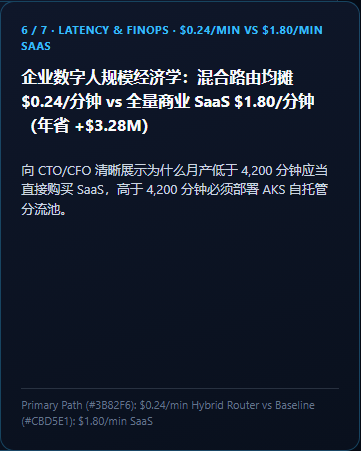 6 / 7 · LATENCY & FINOPS · $0.24/MIN VS $1.80/MIN
SAAS
企业数字人规模经济学：混合路由均摊
$0.24/分钟 vs 全量商业 SaaS $1.80/分钟
（年省 +$3.28M）
向 CTO/CFO 清晰展示为什么月产低于 4,200 分钟应当
直接购买 SaaS，高于 4,200 分钟必须部署 AKS 自托管
分流池。
Primary Path (#3B82F6): $0.24/min Hybrid Router vs Baseline
(#CBD5E1): $1.80/min SaaS